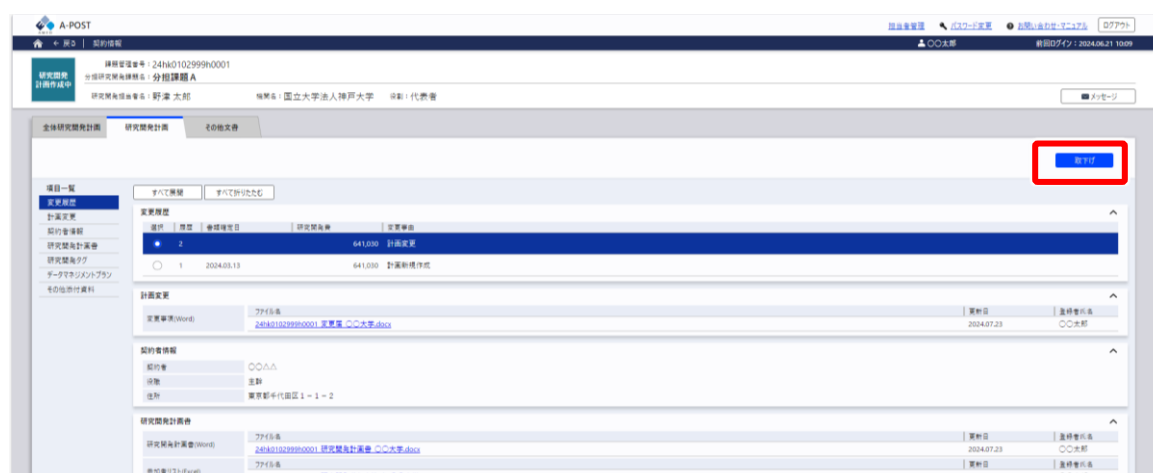 A-POST
担当者管理 パスワード変更 お問い合わせ・マニュアル ログアウト
← 戻る 契約情報 〇〇太郎 前回ログイン：2024.06.21 10:09
研究開発
計画作成中
課題管理番号：24hk0102999h0001
分担研究開発課題名：分担課題A
研究開発担当者名：野津 太郎 機関名：国立大学法人神戸大学 役割：代表者
メッセージ
全体研究開発計画 研究開発計画 その他文書
取下げ
項目一覧
変更履歴
計画変更
契約者情報
研究開発計画書
研究開発タグ
データマネジメントプラン
その他添付資料
すべて展開 すべて折りたたむ
変更履歴
選択 履歴 登録確定日 研究開発費 変更事由
2 641,030 計画変更
1 2024.03.13 641,030 計画新規作成
計画変更
変更事項(Word)
ファイル名 更新日 登録者氏名
24hk0102999h0001_変更届_〇〇大学.docx 2024.07.23 〇〇太郎
契約者情報
契約者 〇〇△△
役職 主幹
住所 東京都千代田区１－１－２
研究開発計画書
研究開発計画書(Word)
ファイル名 更新日 登録者氏名
24hk0102999h0001_研究開発計画書_〇〇大学.docx 2024.07.23 〇〇太郎
参加者リスト(Excel)
ファイル名 更新日 登録者氏名